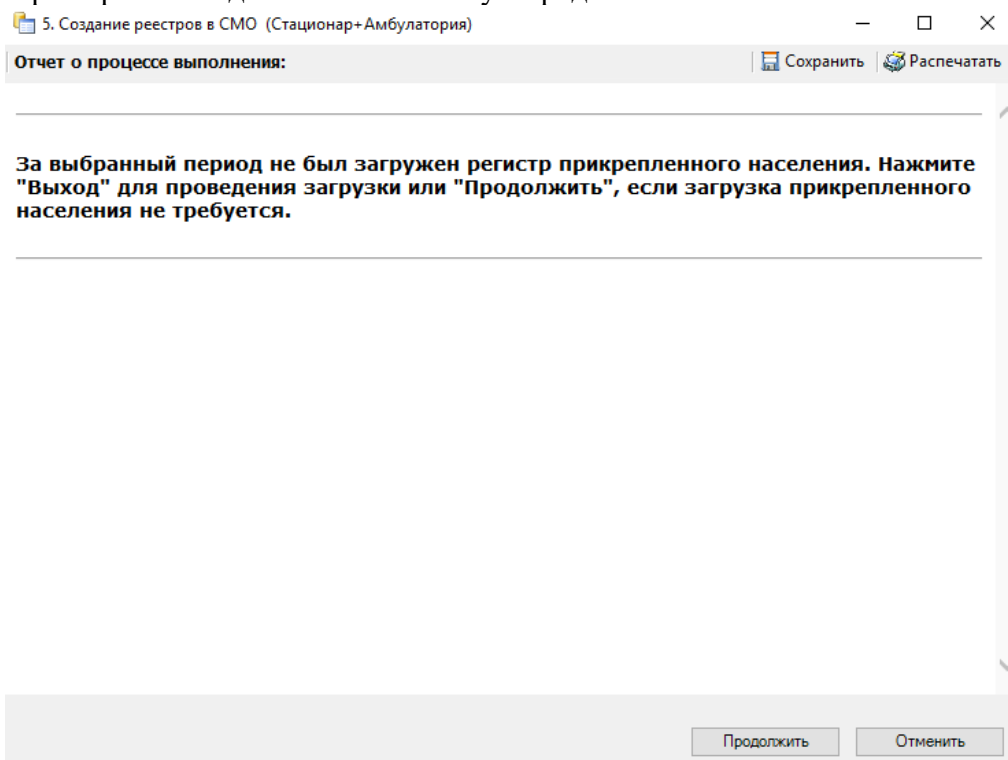 5. Создание реестров в СМО (Стационар+Амбулатория)
Отчет о процессе выполнения:
Сохранить
Распечатать
За выбранный период не был загружен регистр прикрепленного населения. Нажмите
"Выход" для проведения загрузки или "Продолжить", если загрузка прикрепленного
населения не требуется.
Продолжить
Отменить